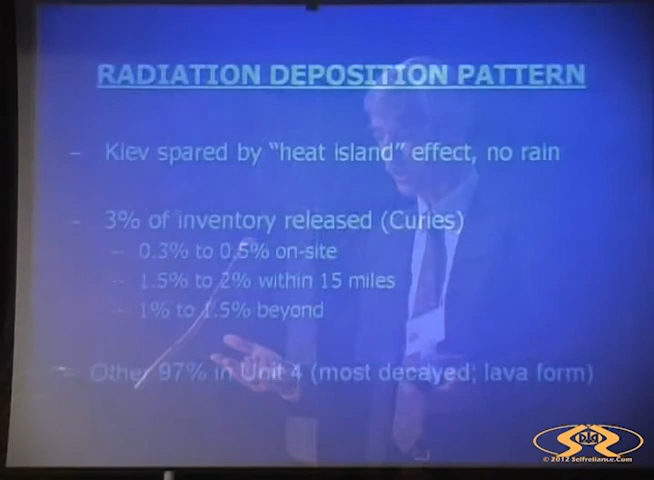 RADIATION DEPOSITION PATTERN
- Kiev spared by “heat island” effect, no rain
- 3% of inventory released (Curies)
-- 0.3% to 0.5% on-site
-- 1.5% to 2% within 15 miles
-- 1% to 1.5% beyond
- Other 97% in Unit 4 (most decayed; lava form)
© 2012 Selfreliance.Com